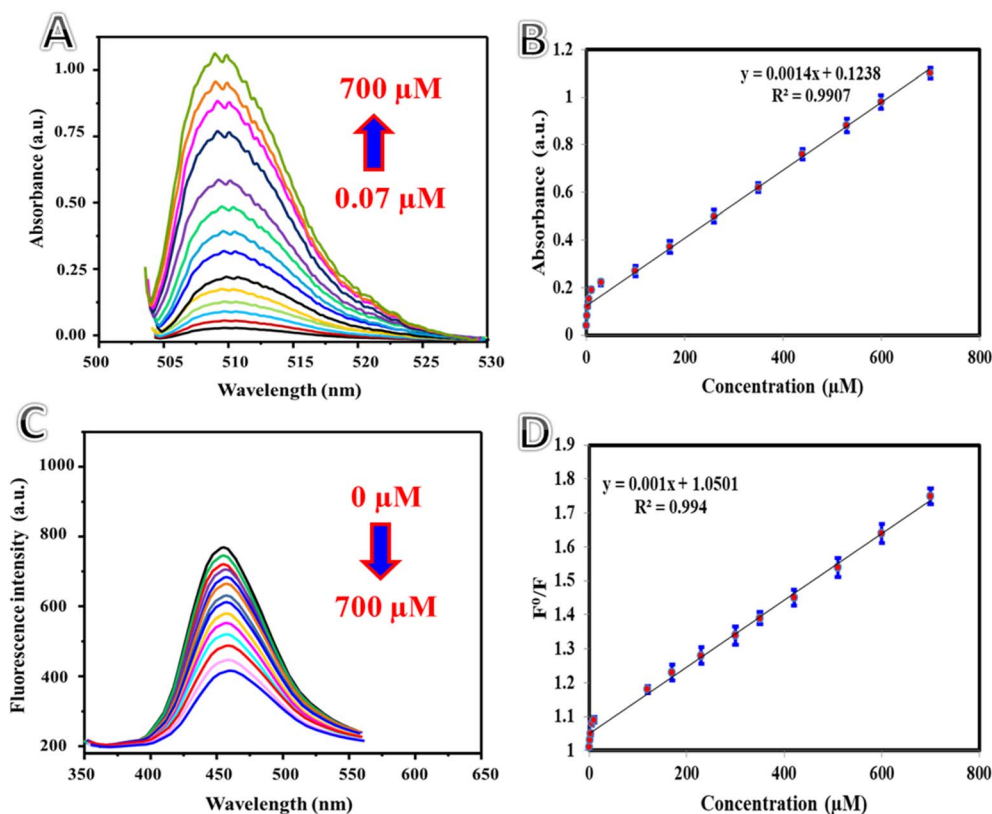 A
1.00
0.75
0.50
0.25
0.00
Absorbance (a.u.)
700 µM
0.07 µM
500 505 510 515 520 525 530
Wavelength (nm)
B
1.2
1
0.8
0.6
0.4
0.2
0
Absorbance (a.u.)
y = 0.0014x + 0.1238
R² = 0.9907
0 200 400 600 800
Concentration (µM)
C
1000
800
600
400
200
Fluorescence intensity (a.u.)
0 µM
700 µM
350 400 450 500 550 600 650
Wavelength (nm)
D
1.9
1.8
1.7
1.6
1.5
1.4
1.3
1.2
1.1
1
F⁰/F
y = 0.001x + 1.0501
R² = 0.994
0 200 400 600 800
Concentration (µM)